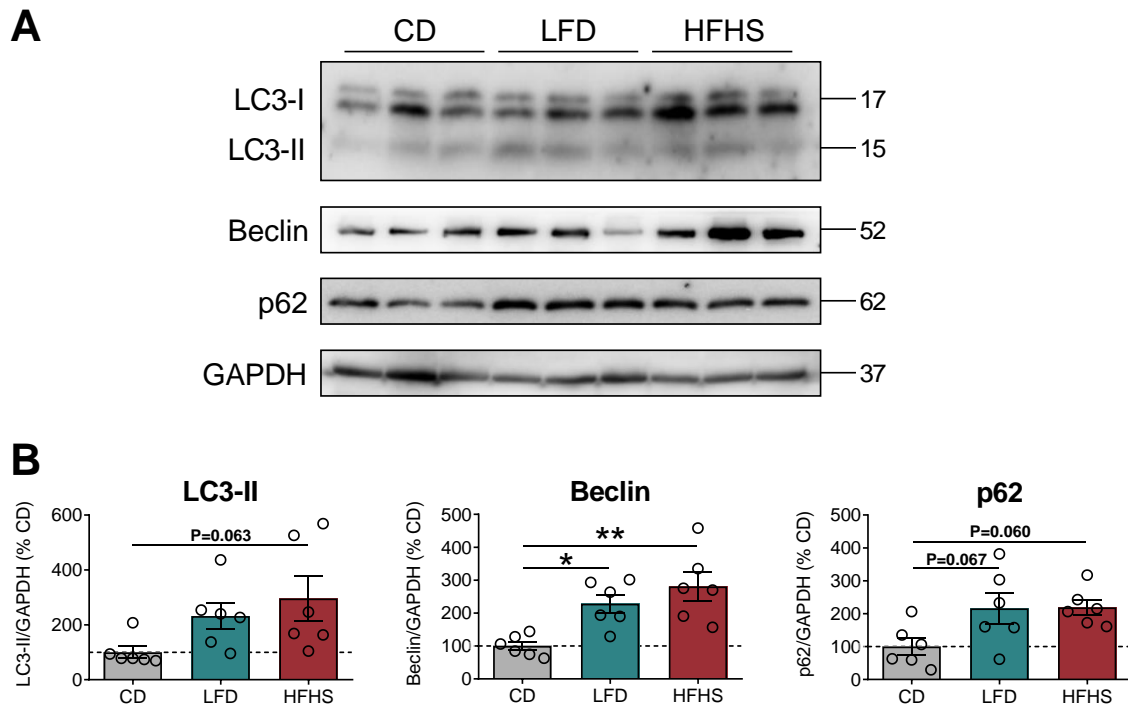 A
CD LFD HFHS
LC3-I 17
LC3-II 15
Beclin 52
p62 62
GAPDH 37
B
LC3-II
LC3-II/GAPDH (% CD)
600
400
200
0
P=0.063
CD LFD HFHS
Beclin
Beclin/GAPDH (% CD)
500
400
300
200
100
0
**
*
CD LFD HFHS
p62
p62/GAPDH (% CD)
500
400
300
200
100
0
P=0.060
P=0.067
CD LFD HFHS